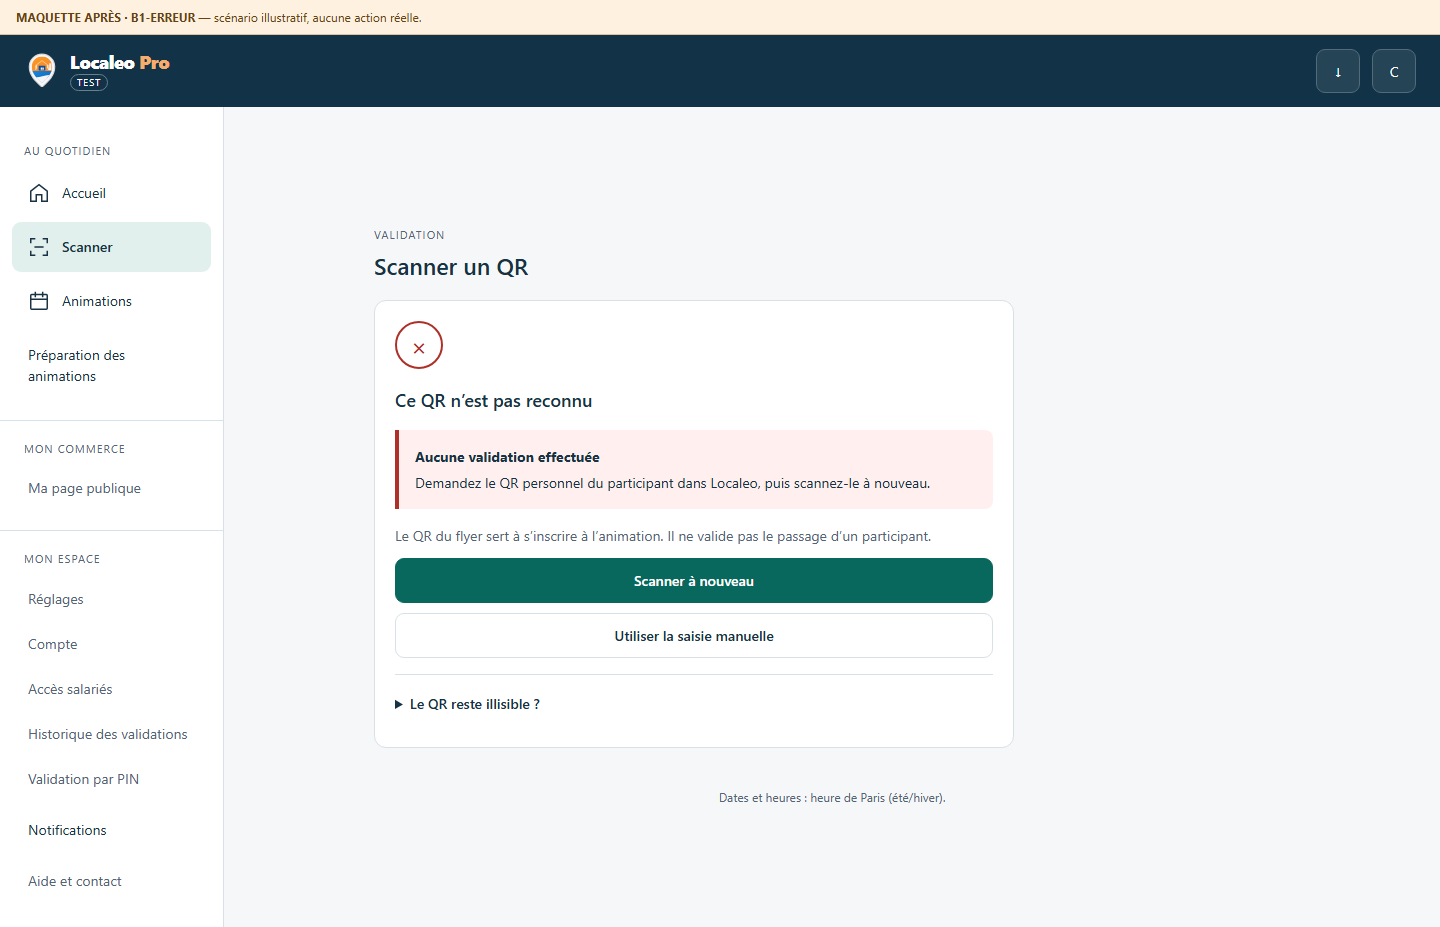 MAQUETTE APRÈS · B1-ERREUR — scénario illustratif, aucune action réelle.
Localeo Pro
TEST
↓
C
AU QUOTIDIEN
Accueil
Scanner
Animations
Préparation des
animations
MON COMMERCE
Ma page publique
MON ESPACE
Réglages
Compte
Accès salariés
Historique des validations
Validation par PIN
Notifications
Aide et contact
VALIDATION
Scanner un QR
Ce QR n’est pas reconnu
Aucune validation effectuée
Demandez le QR personnel du participant dans Localeo, puis scannez-le à nouveau.
Le QR du flyer sert à s’inscrire à l’animation. Il ne valide pas le passage d’un participant.
Scanner à nouveau
Utiliser la saisie manuelle
Le QR reste illisible ?
Dates et heures : heure de Paris (été/hiver).